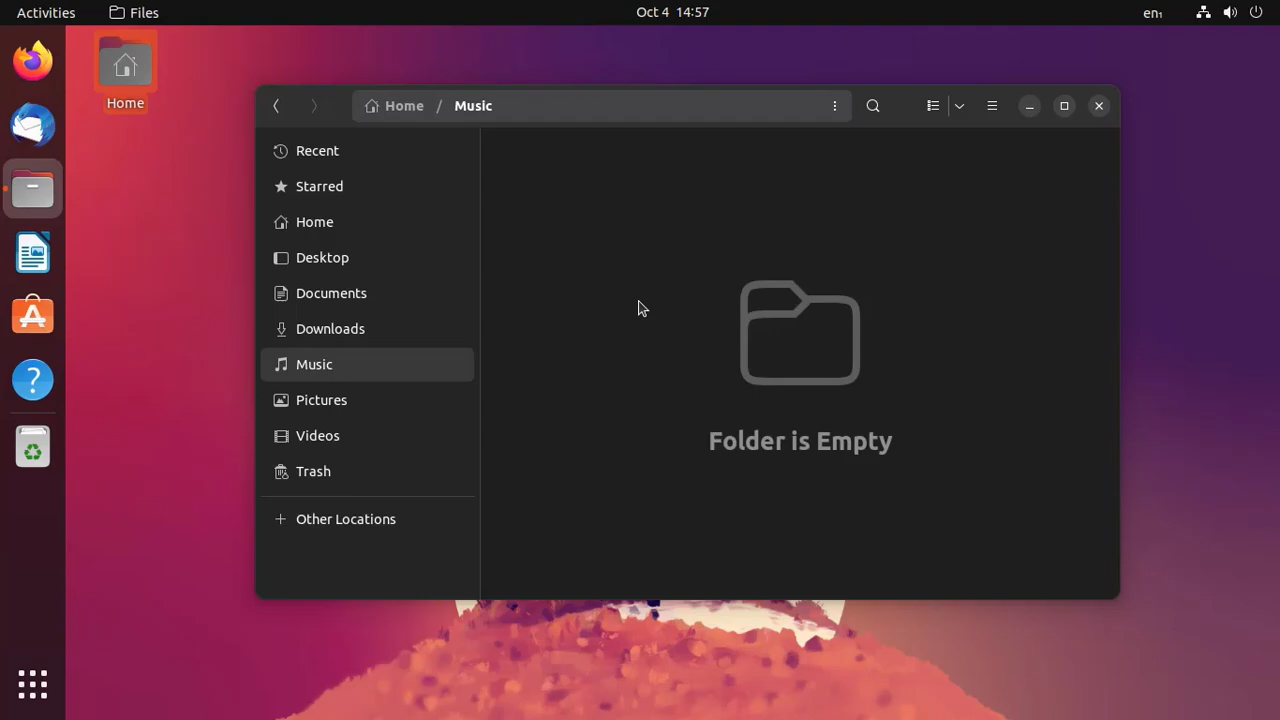 Activities
Files
Oct 4 14:57
en₁
Home
Home / Music
Recent
Starred
Home
Desktop
Documents
Downloads
Music
Pictures
Videos
Trash
Other Locations
Folder is Empty